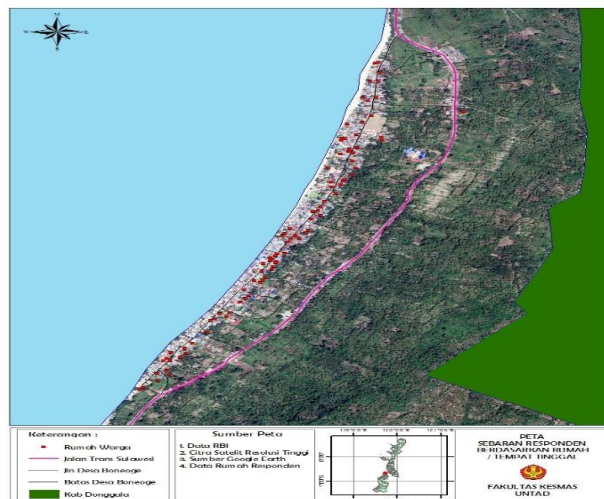 Keterangan :
Rumah Warga
Jalan Trans Sulawesi
Jln Desa Boneoge
Batas Desa Boneoge
Kab Donggala
Sumber Peta
1. Data RBI
2. Citra Satelit Resolusi Tinggi
3. Sumber Google Earth
4. Data Rumah Responden
PETA
SEBARAN RESPONDEN
BERDASARKAN RUMAH
/ TEMPAT TINGGAL
FAKULTAS KESMAS
UNTAD